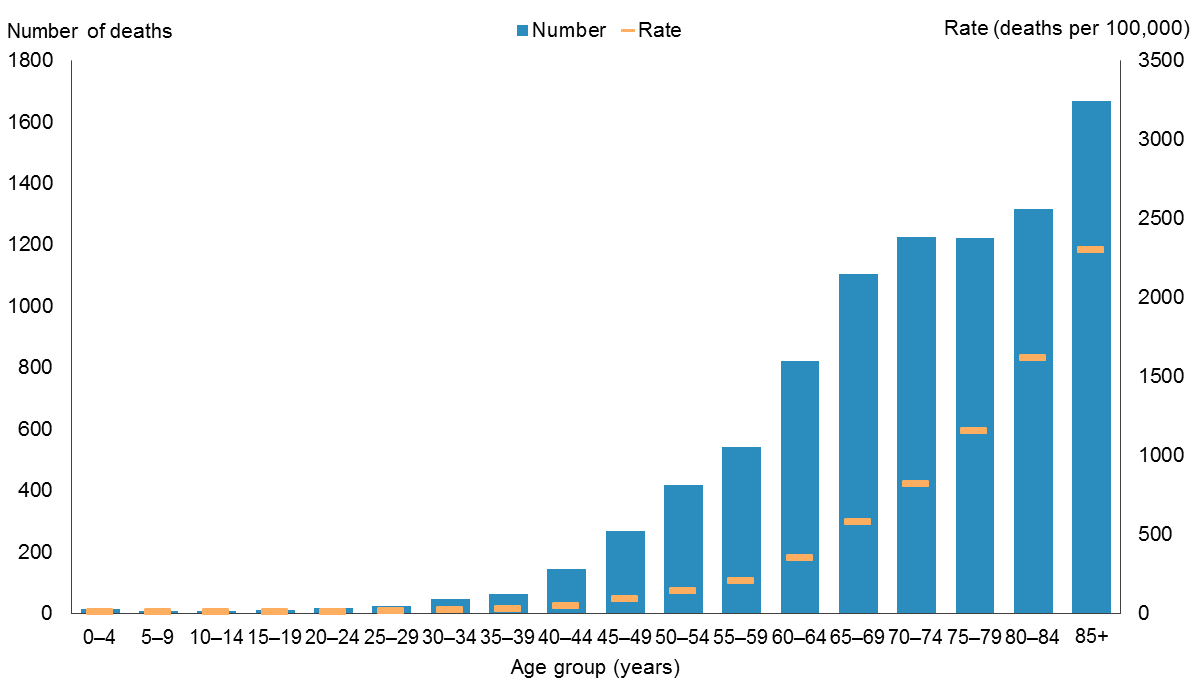 Number of deaths
Number Rate
Rate (deaths per 100,000)
1800 3500
1600 3000
1400 2500
1200 2000
1000 1500
800 1000
600 500
400 0
200
0
0–4 5–9 10–14 15–19 20–24 25–29 30–34 35–39 40–44 45–49 50–54 55–59 60–64 65–69 70–74 75–79 80–84 85+
Age group (years)